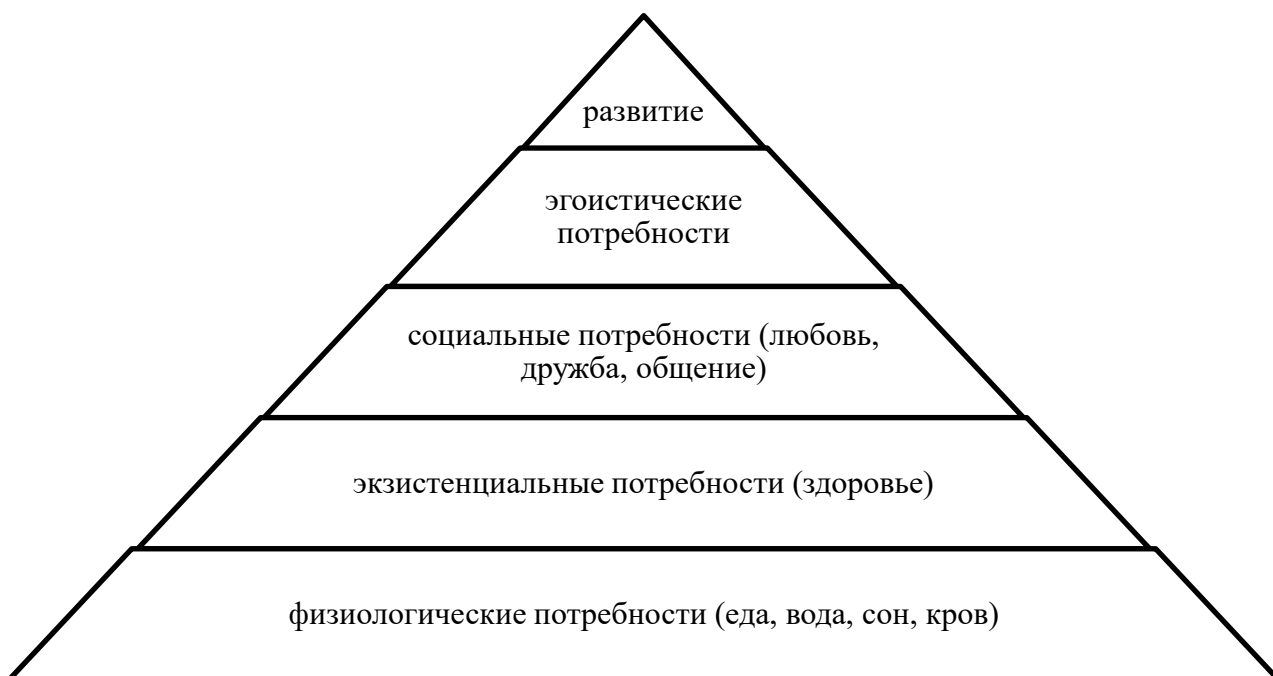 развитие
эгоистические
потребности
социальные потребности (любовь,
дружба, общение)
экзистенциальные потребности (здоровье)
физиологические потребности (еда, вода, сон, кров)